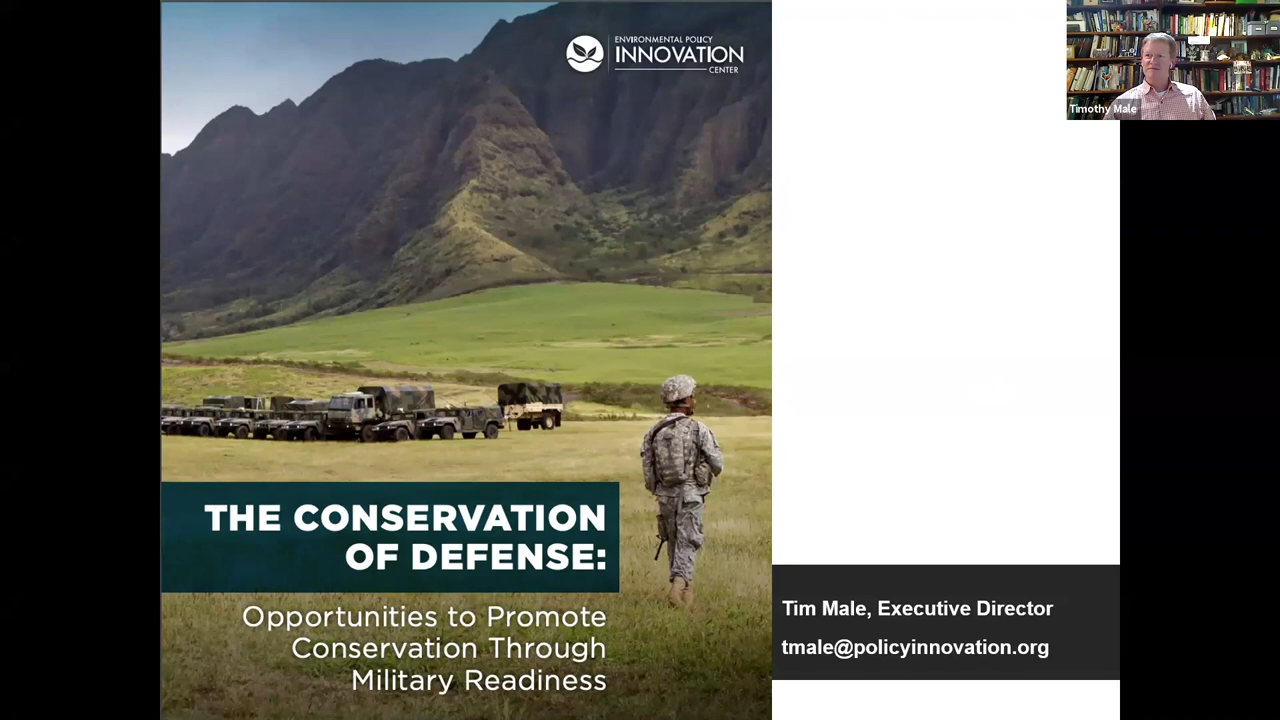 ENVIRONMENTAL POLICY
INNOVATION
CENTER
Timothy Male
THE CONSERVATION
OF DEFENSE:
Opportunities to Promote
Conservation Through
Military Readiness
Tim Male, Executive Director
tmale@policyinnovation.org